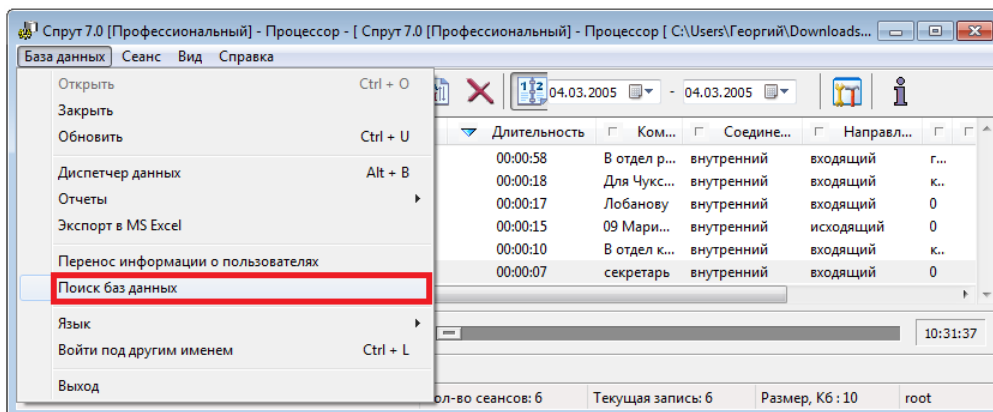 Спрут 7.0 [Профессиональный] - Процессор - [ Спрут 7.0 [Профессиональный] - Процессор [ C:\Users\Георгий\Downloads...
База данных Сеанс Вид Справка
Открыть Ctrl + O
Закрыть
Обновить Ctrl + U
Диспетчер данных Alt + B
Отчеты
Экспорт в MS Excel
Перенос информации о пользователях
Поиск баз данных
Язык
Войти под другим именем Ctrl + L
Выход
04.03.2005 - 04.03.2005
Длительность Ком... Соедине... Направл...
00:00:58 В отдел р... внутренний входящий г...
00:00:18 Для Чукс... внутренний входящий к..
00:00:17 Лобанову внутренний входящий 0
00:00:15 09 Мари... внутренний исходящий 0
00:00:10 В отдел к... внутренний входящий к..
00:00:07 секретарь внутренний входящий 0
10:31:37
ол-во сеансов: 6 Текущая запись: 6 Размер, Кб : 10 root